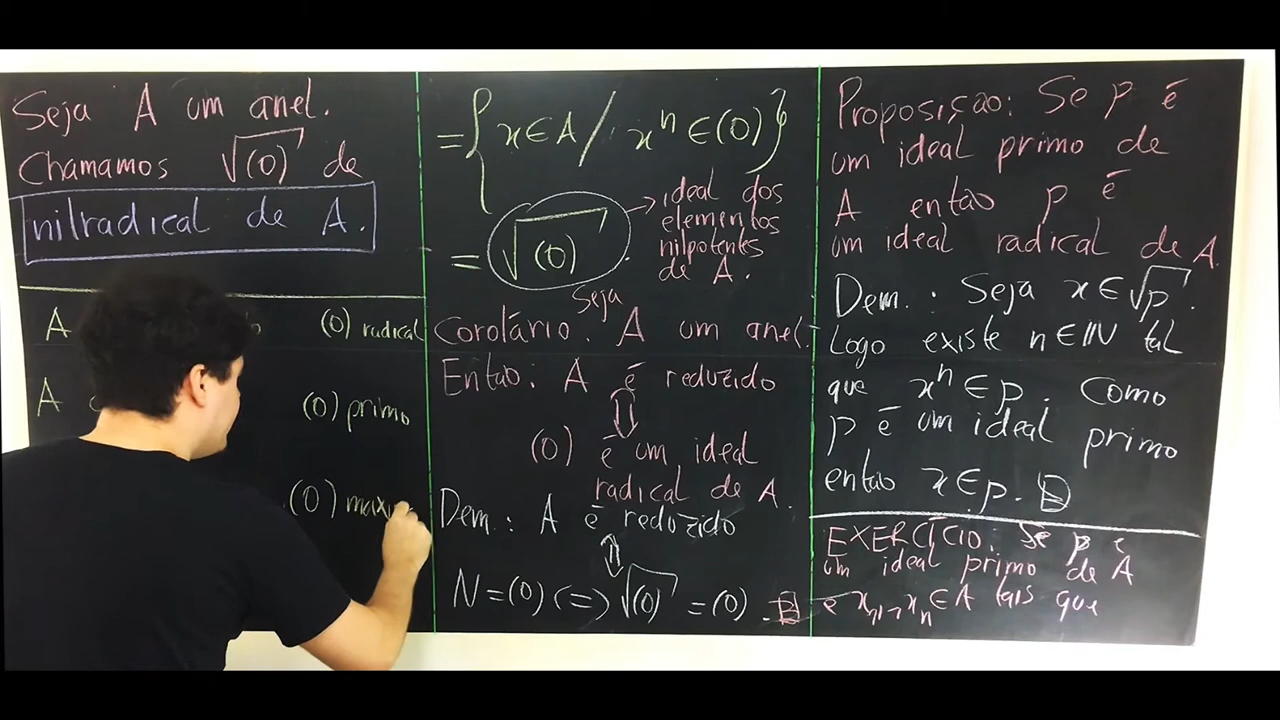 Seja A um anel.
Chamamos √(0) de
nilradical de A.
A (0) radical
A (0) primo
(0)
={x∈A / xⁿ∈(0)}
= √(0) → ideal dos
elementos
nilpotentes
de A.
Corolário: Seja A um anel.
Então: A é reduzido
⇕
(0) é um ideal
radical de A.
Dem.: A é reduzido
⇕
N=(0) <=> √(0) = (0)
Proposição: Se p é
um ideal primo de
A então p é
um ideal radical de A.
Dem.: Seja x∈√p.
Logo existe n∈ℕ tal
que xⁿ∈p. Como
p é um ideal primo
então x∈p.
EXERCÍCIO: Se p é
um ideal primo de A
e x₁,...,xₙ∈A tais que